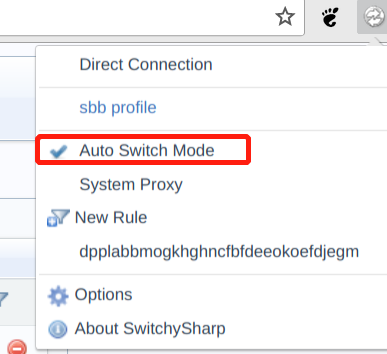 Direct Connection
sbb profile
Auto Switch Mode
System Proxy
New Rule
dpplabbmogkhghncfbfdeeokoefdjegm
Options
About SwitchySharp